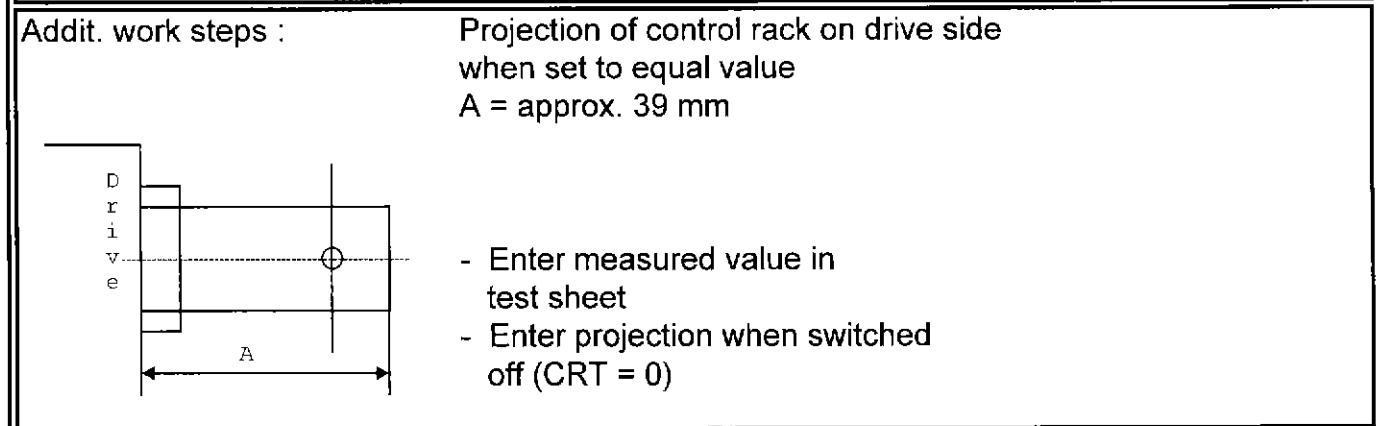 Addit. work steps :
Projection of control rack on drive side
when set to equal value
A = approx. 39 mm
Drive
A
- Enter measured value in
test sheet
- Enter projection when switched
off (CRT = 0)